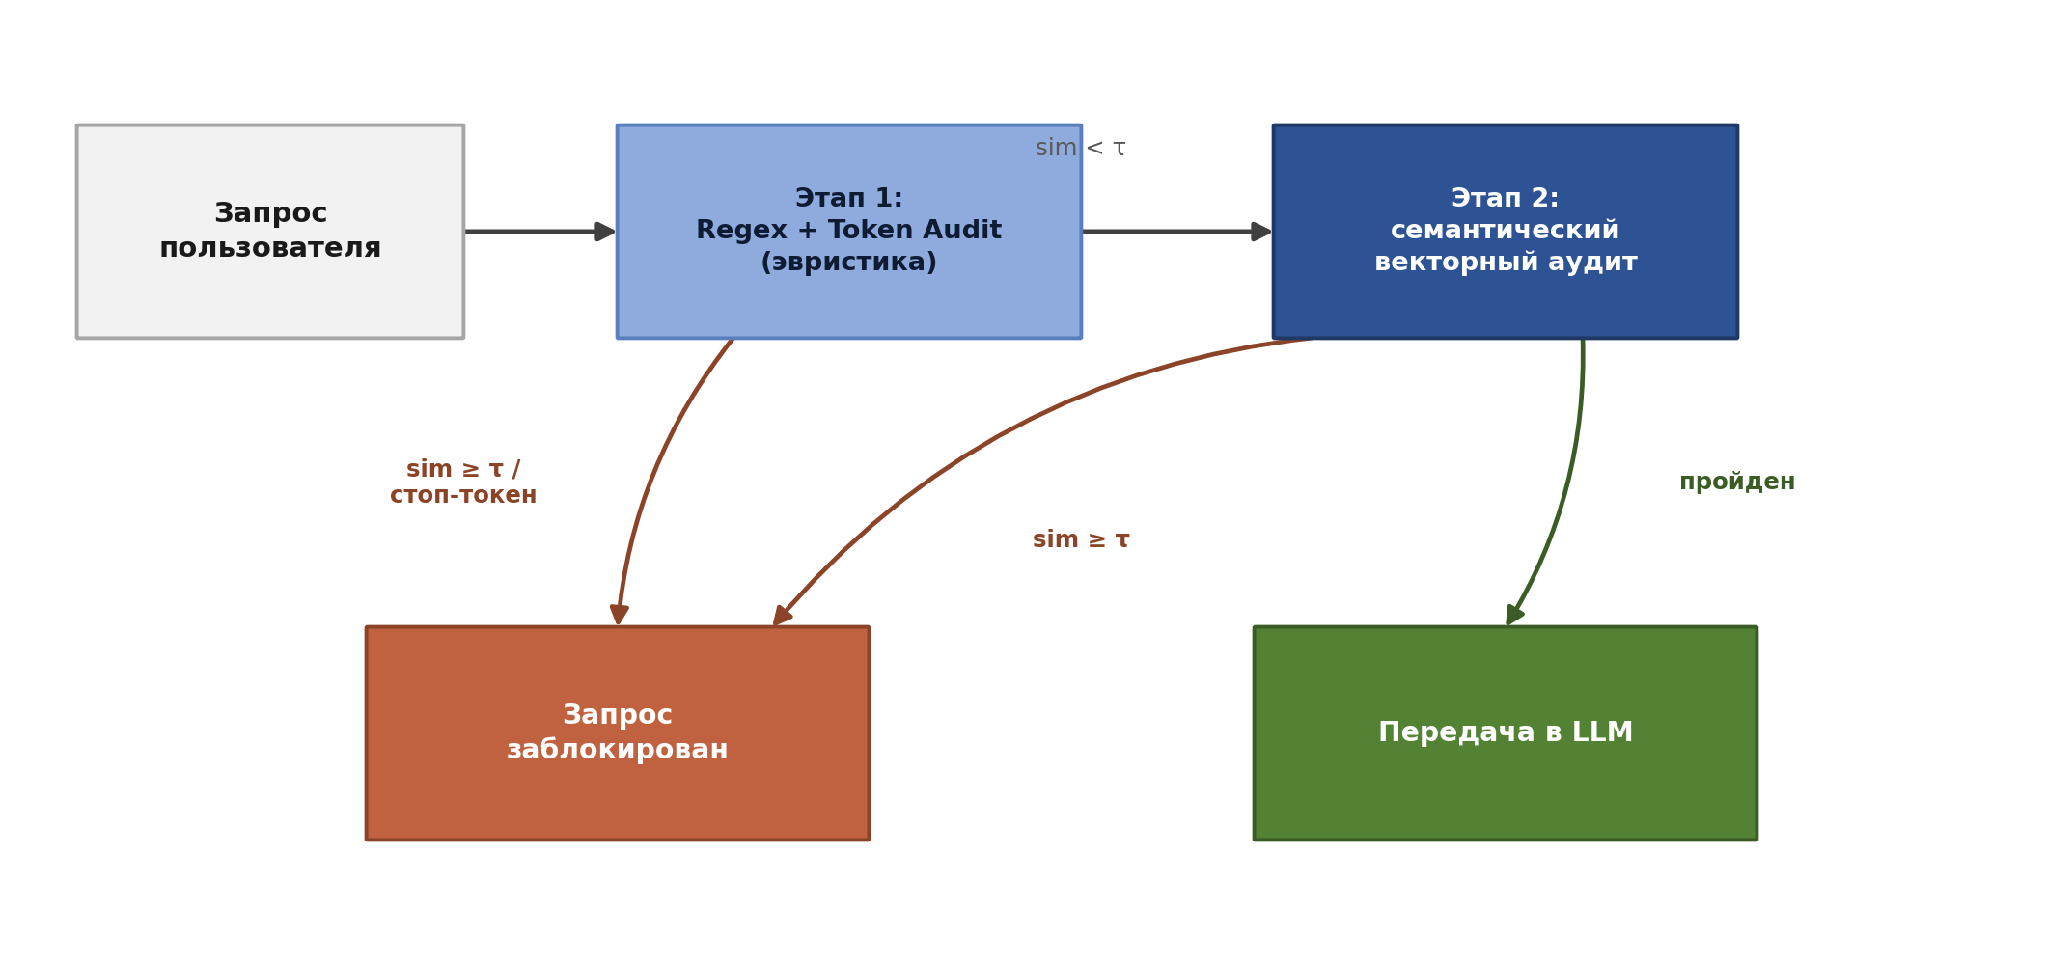 Запрос
пользователя
Этап 1:
Regex + Token Audit
(эвристика)
sim < τ
Этап 2:
семантический
векторный аудит
sim ≥ τ /
стоп-токен
sim ≥ τ
пройден
Запрос
заблокирован
Передача в LLM